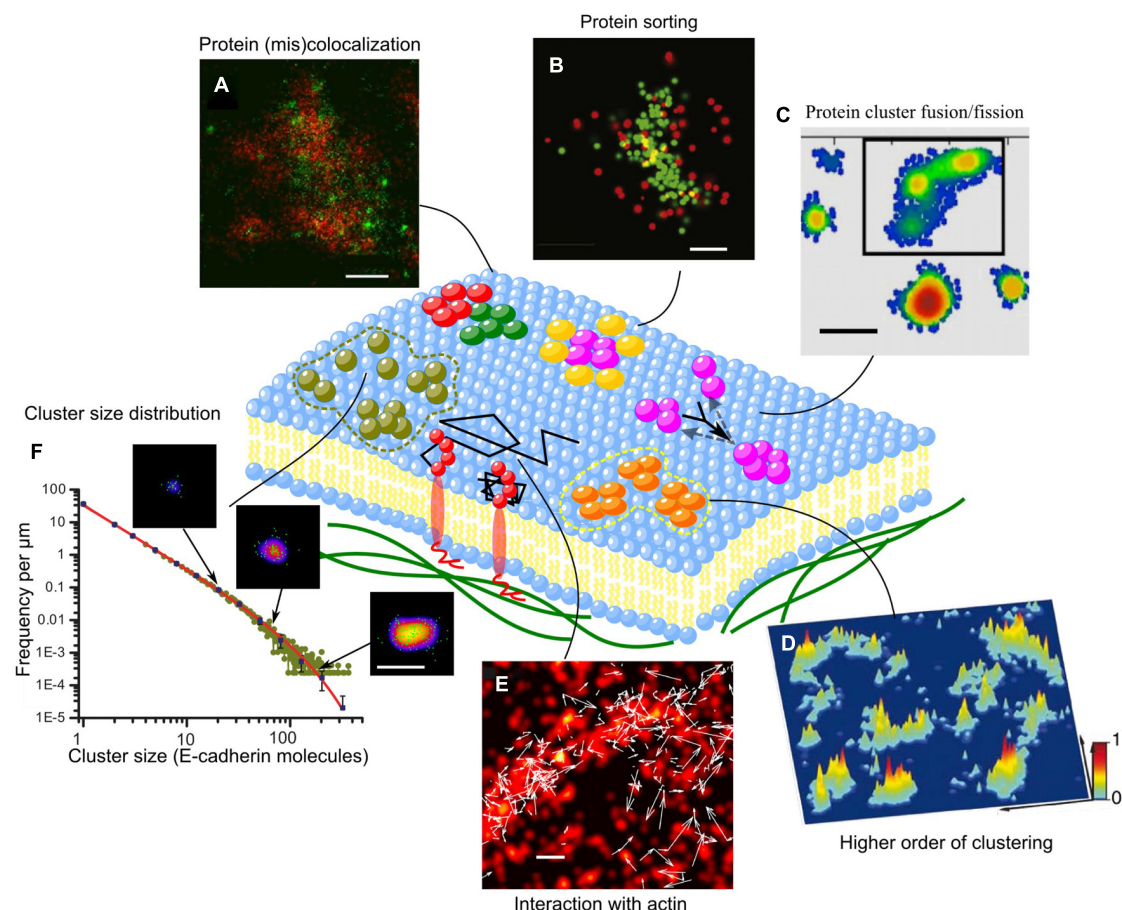 Protein (mis)colocalization
A
Protein sorting
B
C
Protein cluster fusion/fission
Cluster size distribution
F
100
10
1
0.1
0.01
1E-3
1E-4
1E-5
Frequency per µm
1
10
100
Cluster size (E-cadherin molecules)
E
Interaction with actin
D
1
0
Higher order of clustering